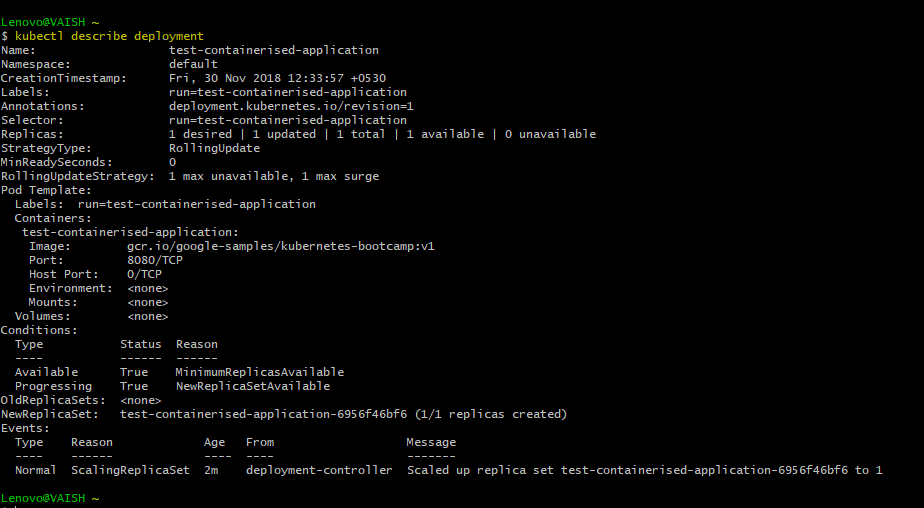 Lenovo@VAISH ~
$ kubectl describe deployment
Name:                   test-containerised-application
Namespace:              default
CreationTimestamp:      Fri, 30 Nov 2018 12:33:57 +0530
Labels:                 run=test-containerised-application
Annotations:            deployment.kubernetes.io/revision=1
Selector:               run=test-containerised-application
Replicas:               1 desired | 1 updated | 1 total | 1 available | 0 unavailable
StrategyType:           RollingUpdate
MinReadySeconds:        0
RollingUpdateStrategy:  1 max unavailable, 1 max surge
Pod Template:
  Labels:  run=test-containerised-application
  Containers:
   test-containerised-application:
    Image:        gcr.io/google-samples/kubernetes-bootcamp:v1
    Port:         8080/TCP
    Host Port:    0/TCP
    Environment:  <none>
    Mounts:       <none>
  Volumes:        <none>
Conditions:
  Type           Status  Reason
  ----           ------  ------
  Available      True    MinimumReplicasAvailable
  Progressing    True    NewReplicaSetAvailable
OldReplicaSets:  <none>
NewReplicaSet:   test-containerised-application-6956f46bf6 (1/1 replicas created)
Events:
  Type    Reason             Age   From                   Message
  ----    ------             ----  ----                   -------
  Normal  ScalingReplicaSet  2m    deployment-controller  Scaled up replica set test-containerised-application-6956f46bf6 to 1
Lenovo@VAISH ~